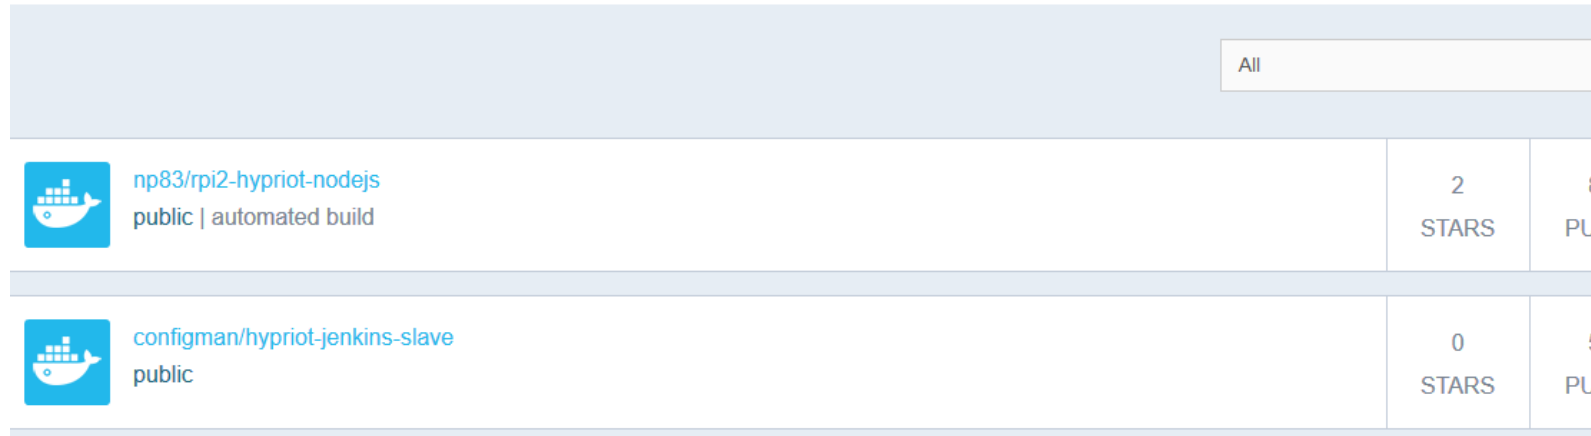 All
np83/rpi2-hypriot-nodejs
public | automated build
2
STARS
configman/hypriot-jenkins-slave
public
0
STARS